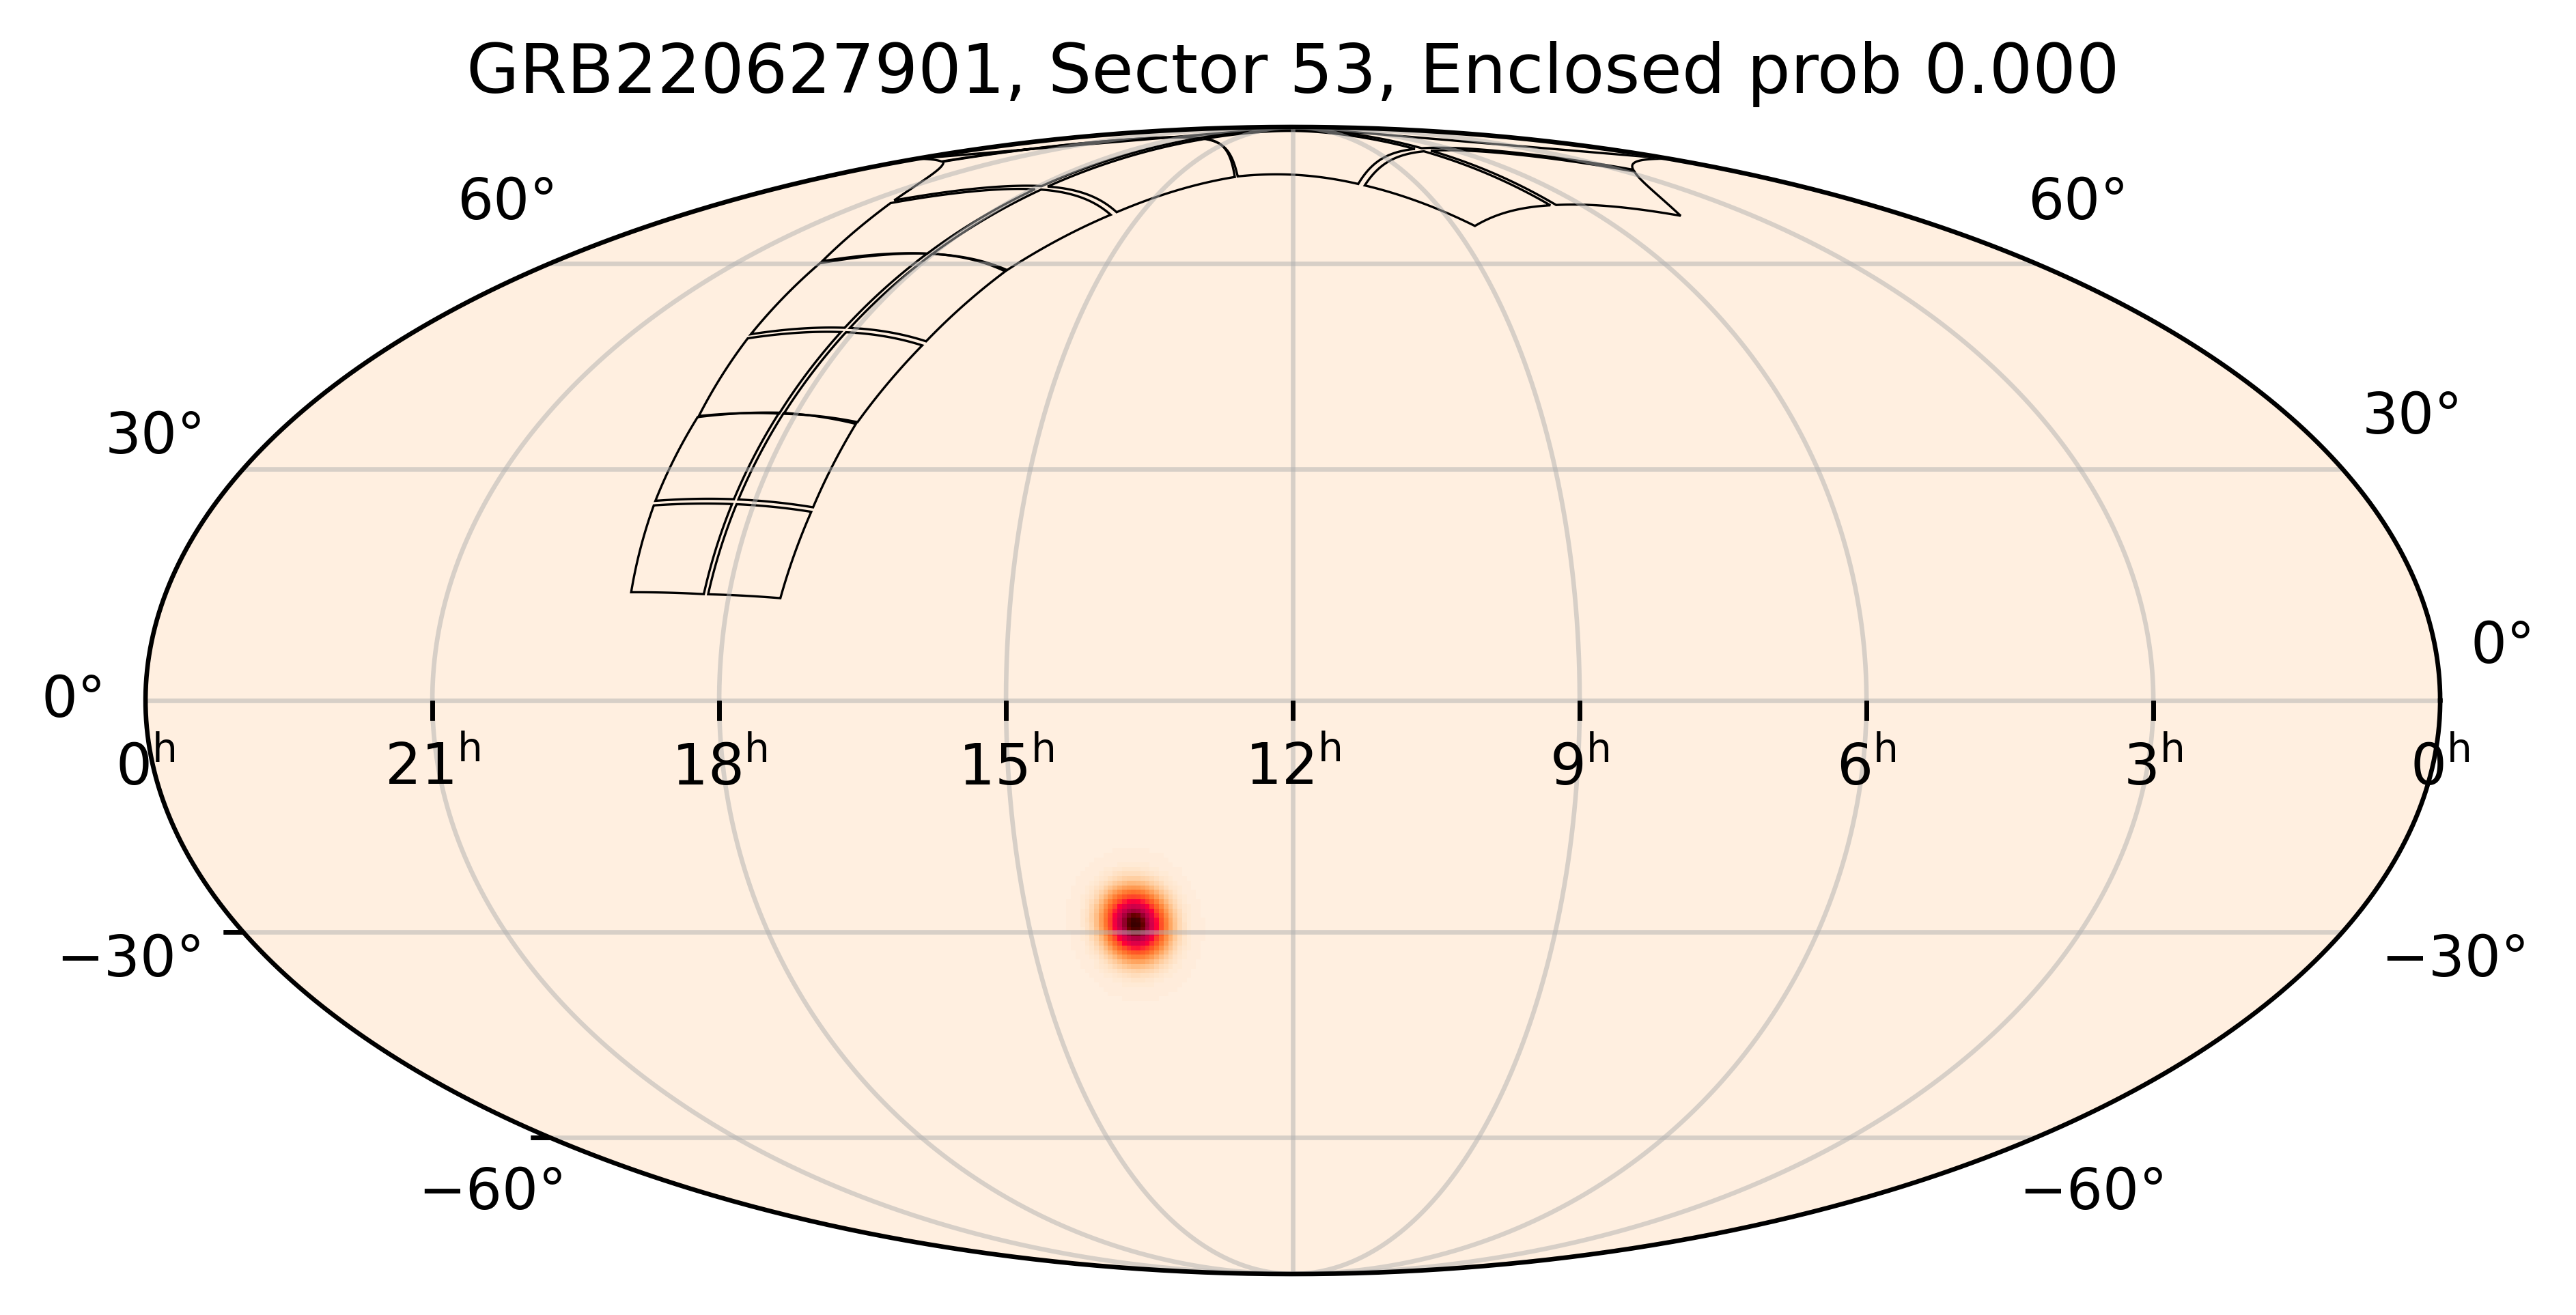 GRB220627901, Sector 53, Enclosed prob 0.000
60° 60°
30° 30°
0° 0°
0ʰ 21ʰ 18ʰ 15ʰ 12ʰ 9ʰ 6ʰ 3ʰ 0ʰ
−30° −30°
−60° −60°